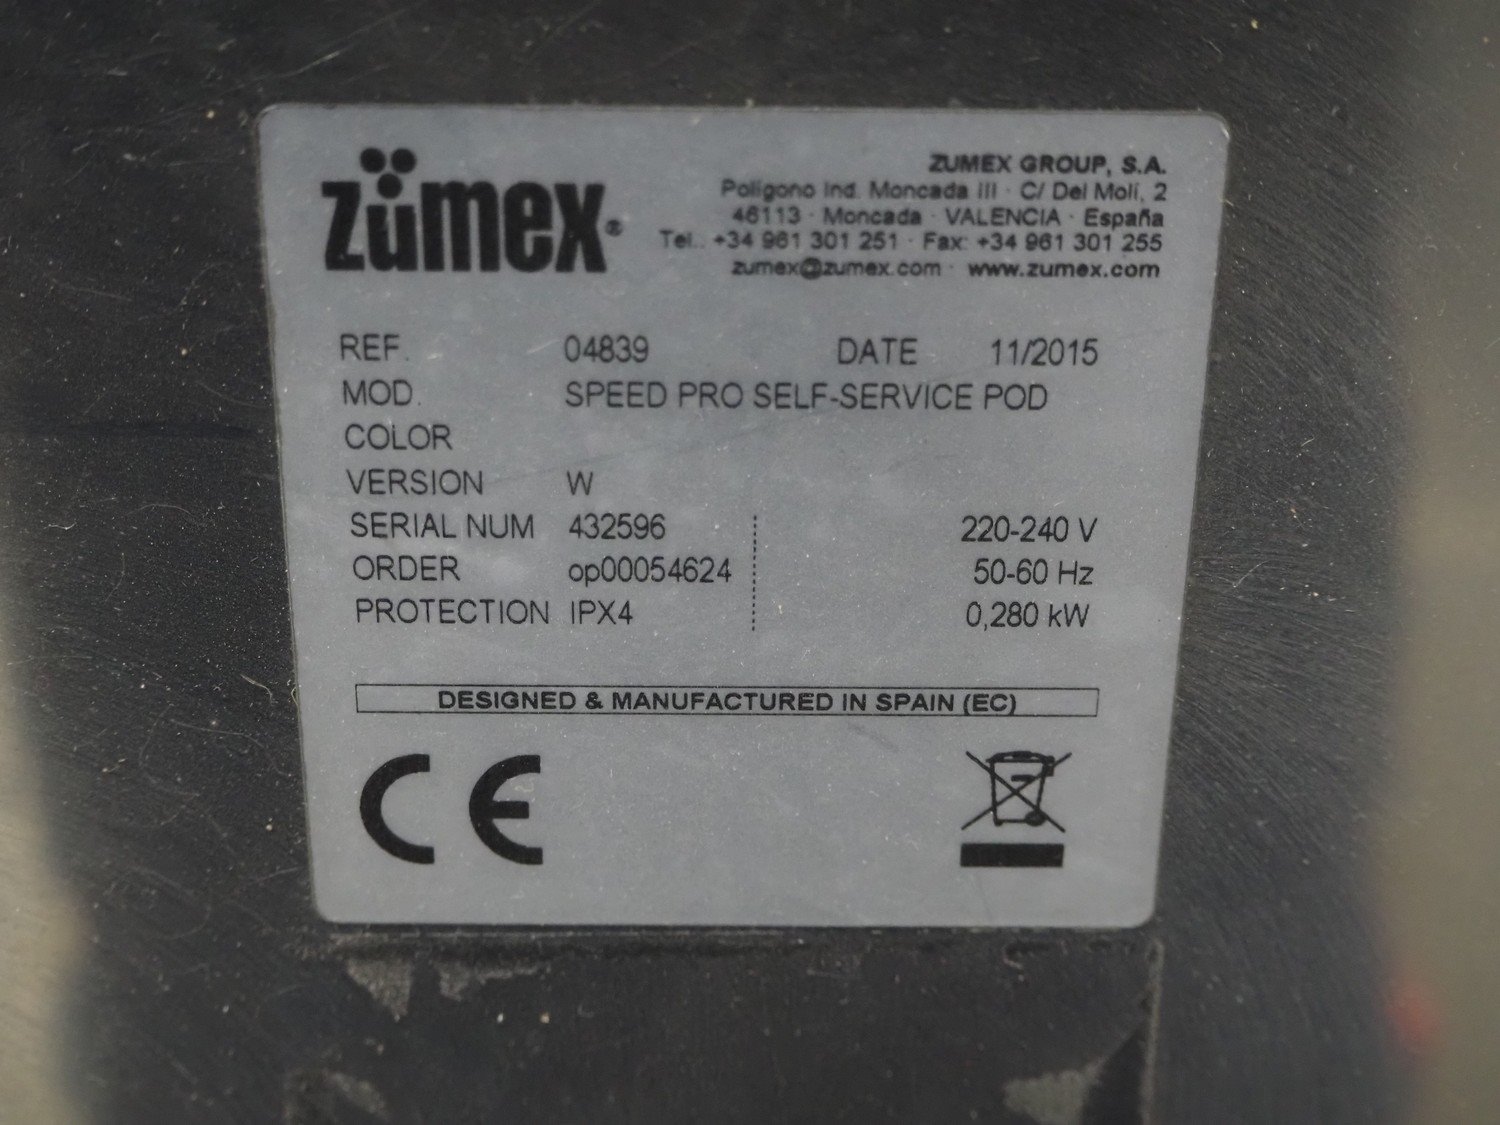 zümex®
ZUMEX GROUP, S.A.
Polígono Ind. Moncada III · C/ Del Molí, 2
46113 · Moncada · VALENCIA · España
Tel.: +34 961 301 251 · Fax: +34 961 301 255
zumex@zumex.com · www.zumex.com
REF. 04839 DATE 11/2015
MOD. SPEED PRO SELF-SERVICE POD
COLOR
VERSION W
SERIAL NUM 432596 220-240 V
ORDER op00054624 50-60 Hz
PROTECTION IPX4 0,280 kW
DESIGNED & MANUFACTURED IN SPAIN (EC)
CE